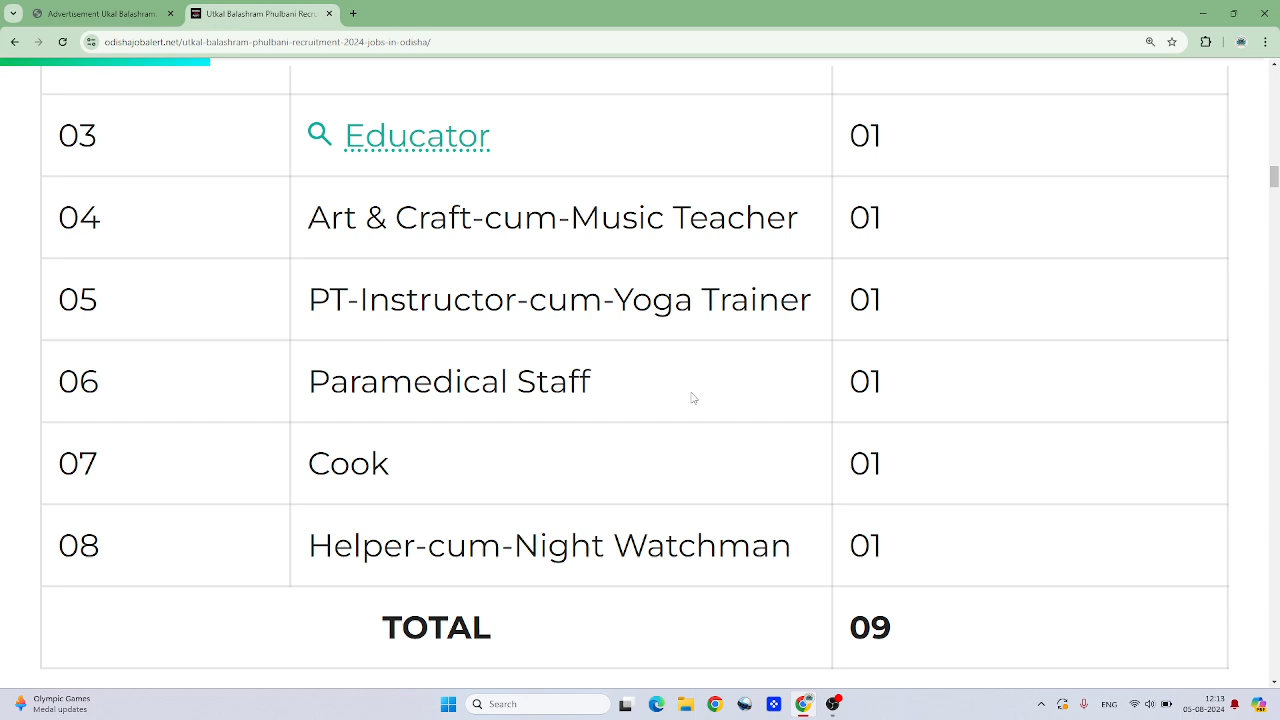 Advertisement Ukal Balashram
Utkal Balashram Phulbani Recru
odishajobalert.net/utkal-balashram-phulbani-recruitment-2024-jobs-in-odisha/
03 Educator 01
04 Art & Craft-cum-Music Teacher 01
05 PT-Instructor-cum-Yoga Trainer 01
06 Paramedical Staff 01
07 Cook 01
08 Helper-cum-Night Watchman 01
TOTAL 09
Olympic Games
Medal updates
Search
ENG
12:13
05-08-2024